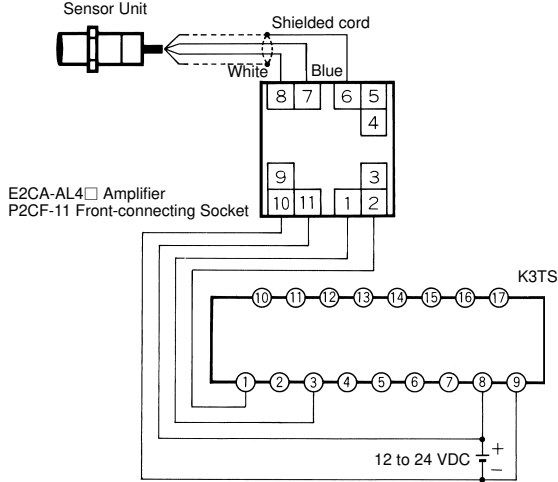 Sensor Unit
Shielded cord
White
Blue
8 7 6 5
4
9 3
10 11 1 2
E2CA-AL4□ Amplifier
P2CF-11 Front-connecting Socket
K3TS
10 11 12 13 14 15 16 17
1 2 3 4 5 6 7 8 9
12 to 24 VDC
+
−